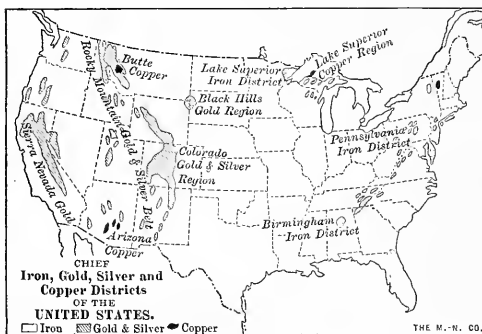 Butte
Copper
Rocky Mountain Gold & Silver Belt
Lake Superior
Iron District
Lake Superior
Copper Region
Black Hills
Gold Region
Sierra Nevada Gold
Colorado
Gold & Silver
Region
Pennsylvania
Iron District
Birmingham
Iron District
Arizona
Copper
CHIEF
Iron, Gold, Silver and
Copper Districts
OF THE
UNITED STATES.
Iron Gold & Silver Copper
THE M.-N. CO.